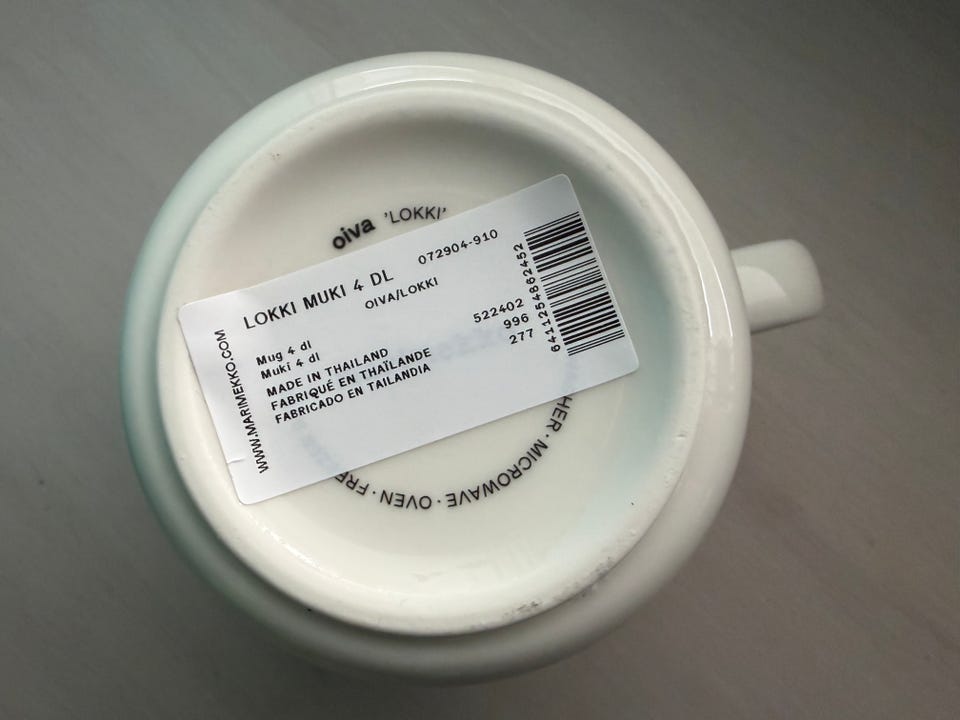 oiva 'LOKKI'
LOKKI MUKI 4 DL 072904-910
OIVA/LOKKI
Mug 4 dl
Muki 4 dl
MADE IN THAILAND 522402
FABRIQUÉ EN THAÏLANDE 996
FABRICADO EN TAILANDIA 277
WWW.MARIMEKKO.COM
6411254862452
HER · MICROWAVE · OVEN · FRE